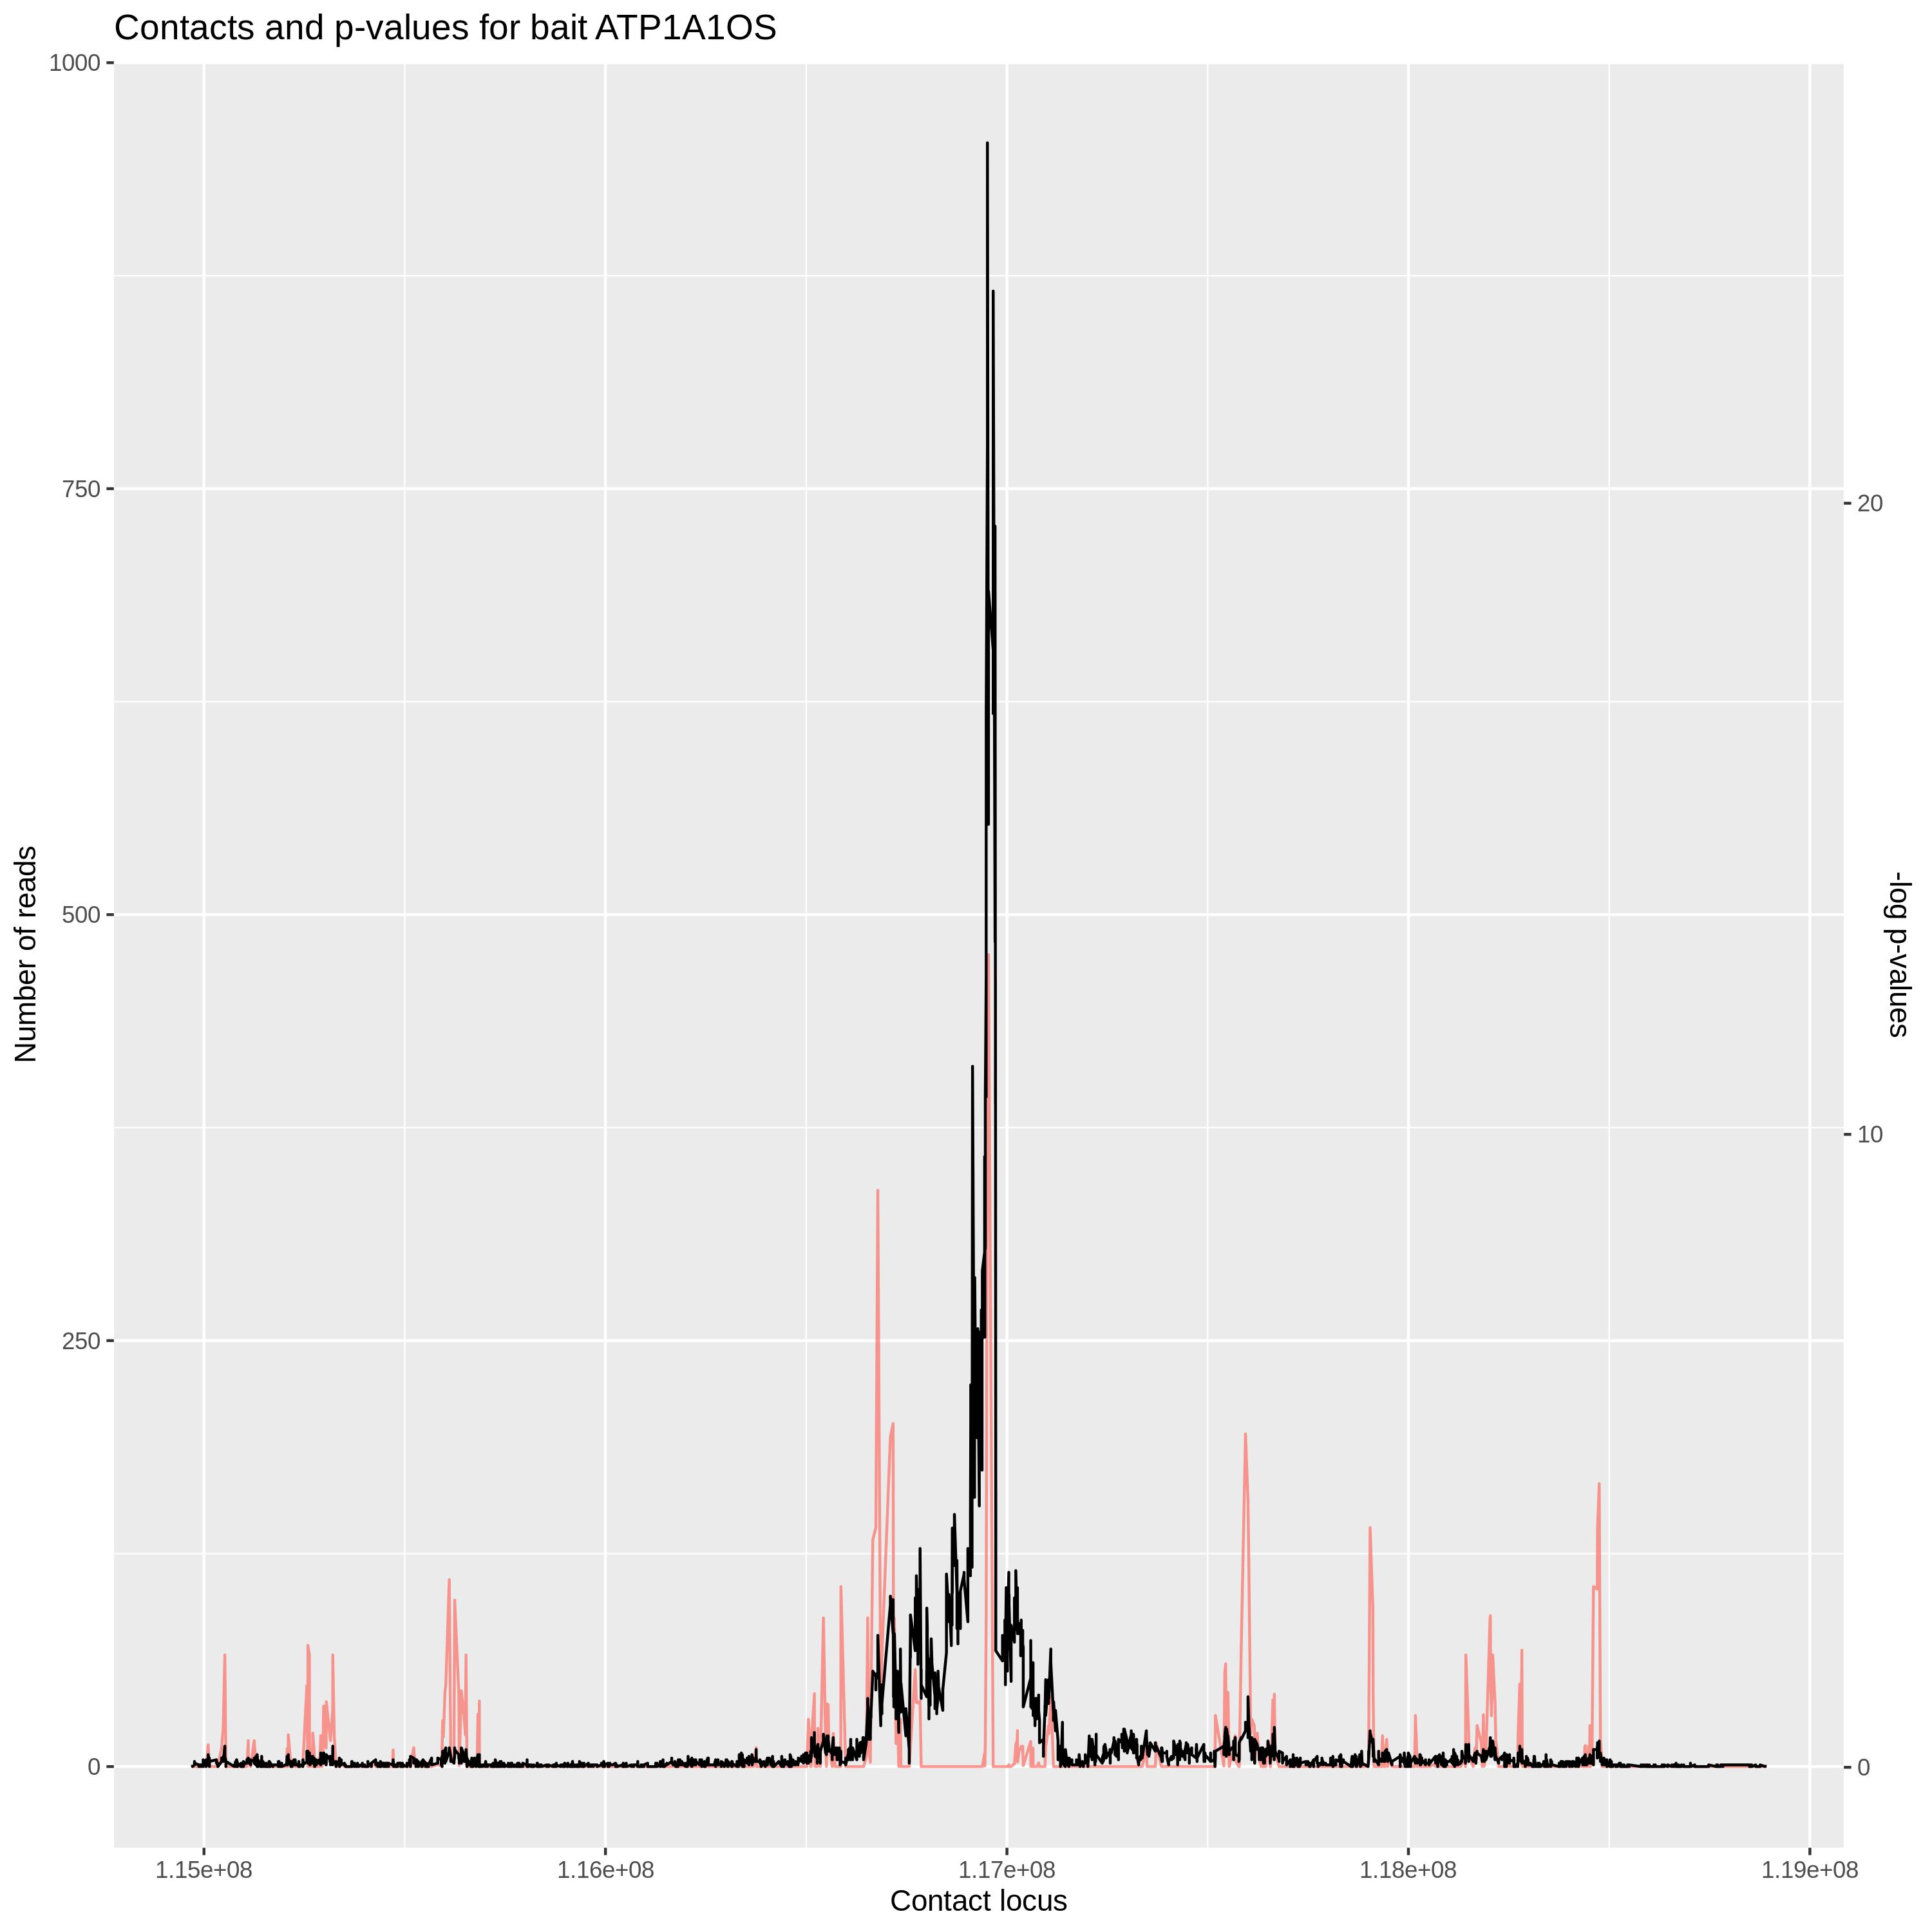 Contacts and p-values for bait ATP1A1OS
1000
750
500
250
0
Number of reads
20
10
0
-log p-values
1.15e+08
1.16e+08
1.17e+08
1.18e+08
1.19e+08
Contact locus